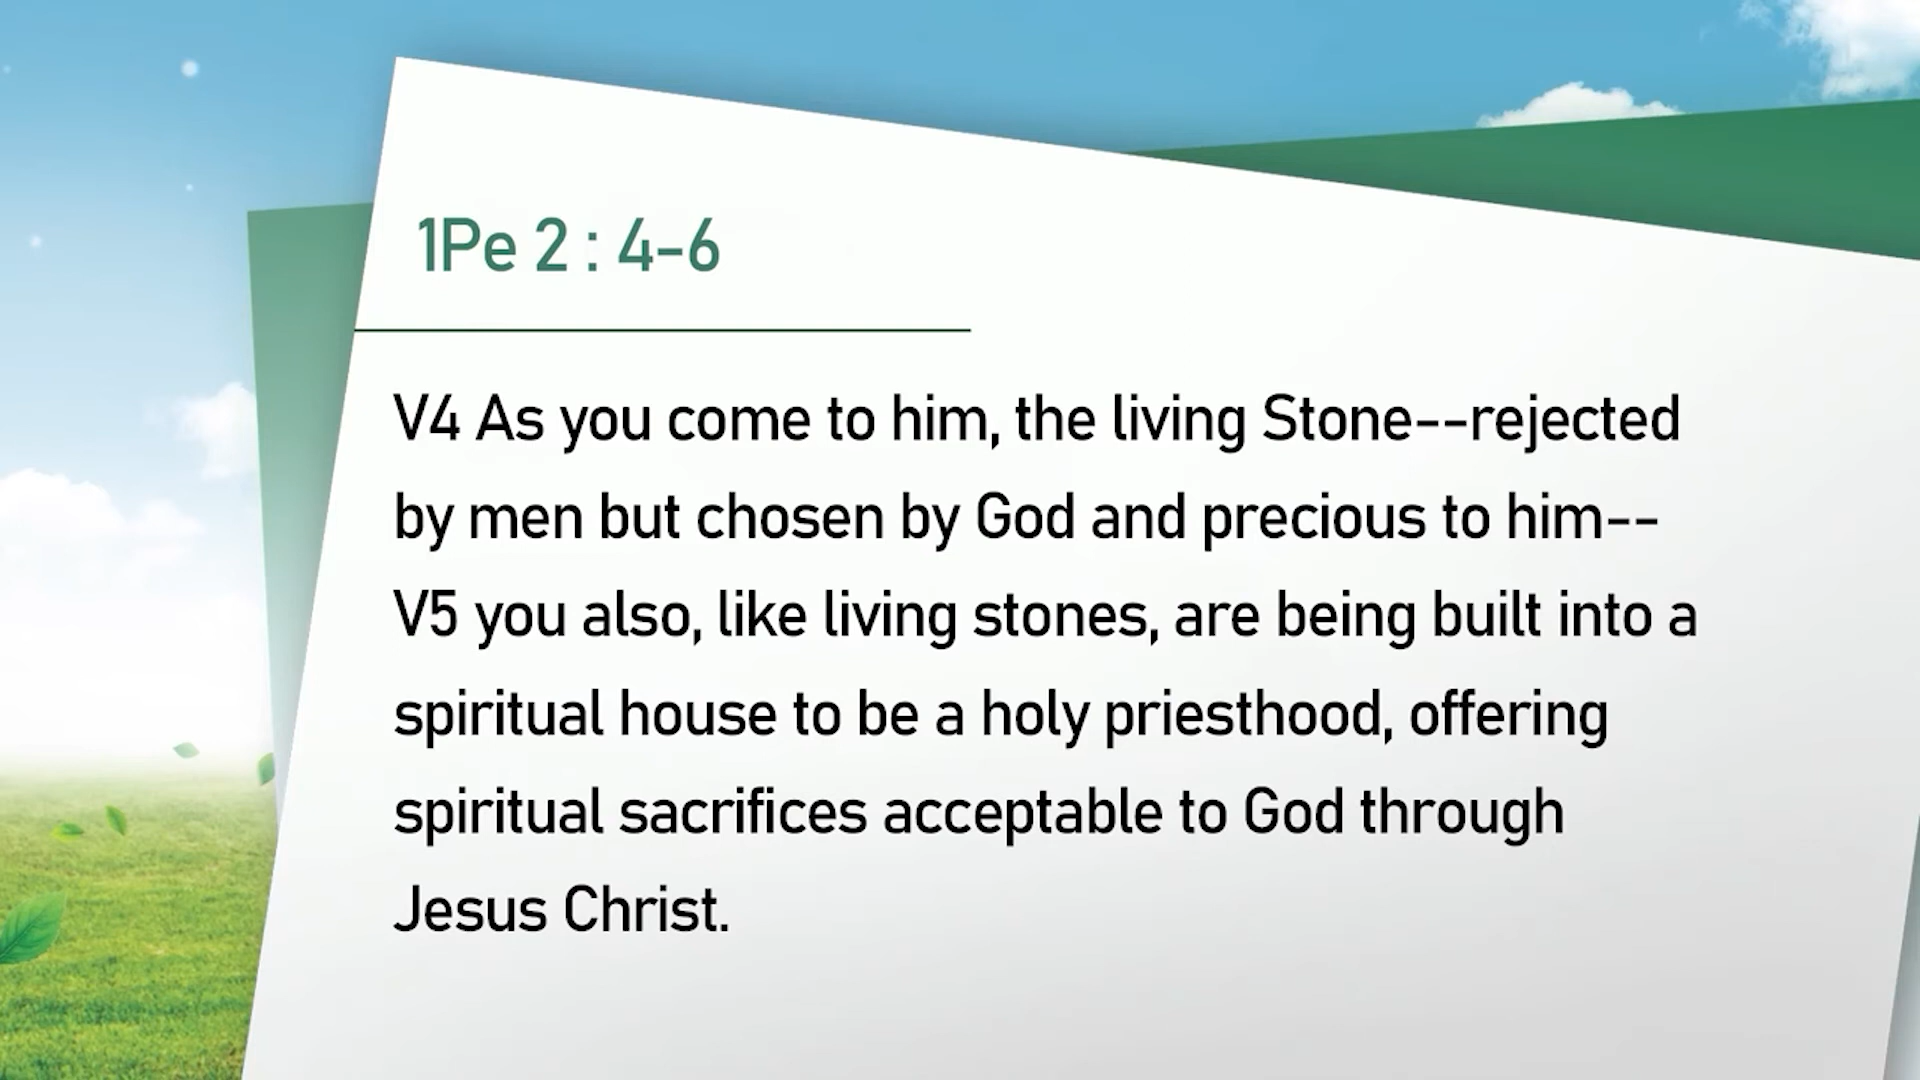 1Pe 2 : 4-6
V4 As you come to him, the living Stone--rejected
by men but chosen by God and precious to him--
V5 you also, like living stones, are being built into a
spiritual house to be a holy priesthood, offering
spiritual sacrifices acceptable to God through
Jesus Christ.